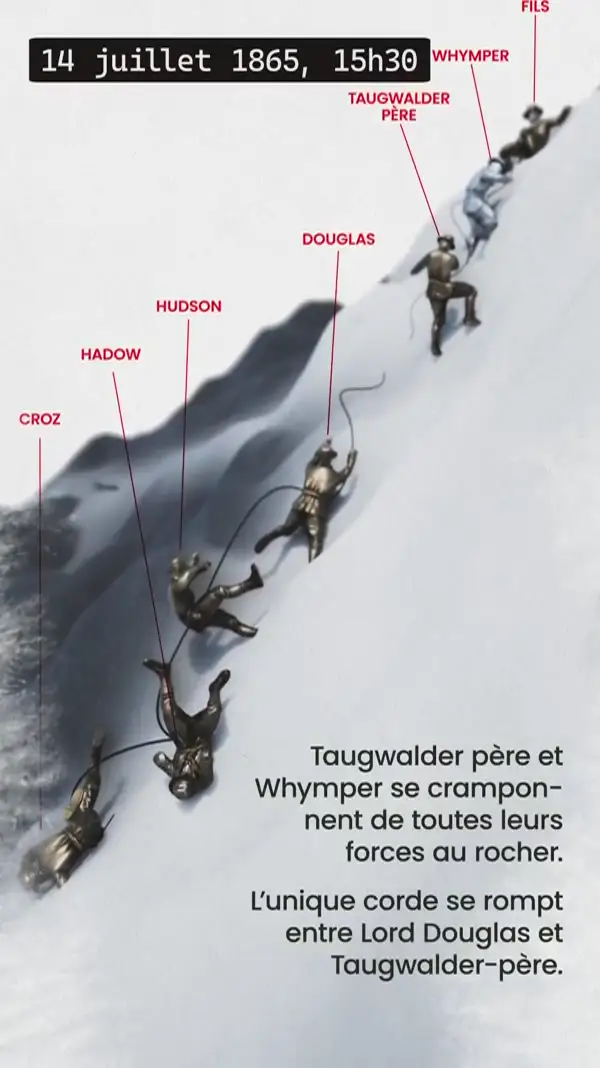 FILS
14 juillet 1865, 15h30
WHYMPER
TAUGWALDER
PÈRE
DOUGLAS
HUDSON
HADOW
CROZ
Taugwalder père et
Whymper se crampon-
nent de toutes leurs
forces au rocher.
L'unique corde se rompt
entre Lord Douglas et
Taugwalder-père.